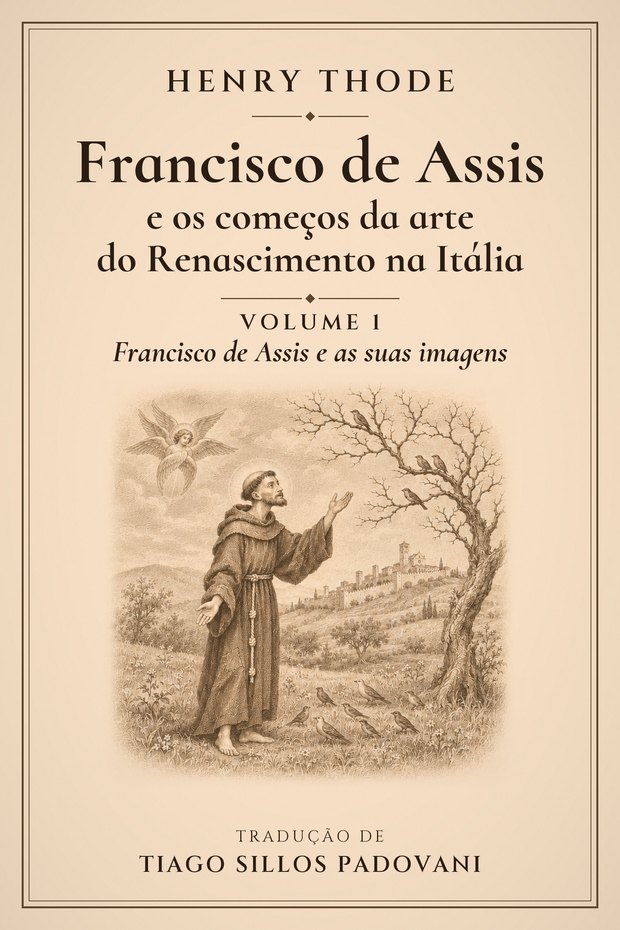 HENRY THODE
Francisco de Assis
e os começos da arte
do Renascimento na Itália
VOLUME 1
Francisco de Assis e as suas imagens
TRADUÇÃO DE
TIAGO SILLOS PADOVANI